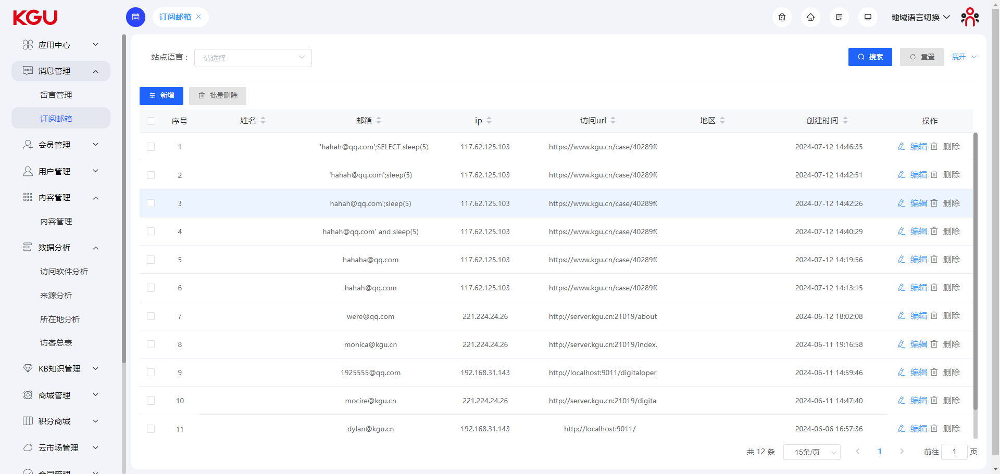 KGU
订阅邮箱
地域语言切换
应用中心
消息管理
留言管理
订阅邮箱
会员管理
用户管理
内容管理
内容管理
数据分析
访问软件分析
来源分析
所在地分析
访客总表
KB知识管理
商城管理
积分商城
云市场管理
合同管理
站点语言： 请选择 搜索 重置 展开
新增 批量删除
序号 姓名 邮箱 ip 访问url 地区 创建时间 操作
1 'hahah@qq.com';SELECT sleep(5) 117.62.125.103 https://www.kgu.cn/case/40289f( 2024-07-12 14:46:35 编辑 删除
2 'hahah@qq.com';sleep(5) 117.62.125.103 https://www.kgu.cn/case/40289f( 2024-07-12 14:42:51 编辑 删除
3 hahah@qq.com';sleep(5) 117.62.125.103 https://www.kgu.cn/case/40289f( 2024-07-12 14:42:26 编辑 删除
4 hahah@qq.com' and sleep(5) 117.62.125.103 https://www.kgu.cn/case/40289f( 2024-07-12 14:40:29 编辑 删除
5 hahaha@qq.com 117.62.125.103 https://www.kgu.cn/case/40289f( 2024-07-12 14:19:56 编辑 删除
6 hahah@qq.com 117.62.125.103 https://www.kgu.cn/case/40289f( 2024-07-12 14:13:15 编辑 删除
7 were@qq.com 221.224.24.26 http://server.kgu.cn:21019/about 2024-06-12 18:02:08 编辑 删除
8 monica@kgu.cn 221.224.24.26 http://server.kgu.cn:21019/index. 2024-06-11 19:16:58 编辑 删除
9 1925555@qq.com 192.168.31.143 http://localhost:9011/digitaloper 2024-06-11 14:59:46 编辑 删除
10 mocire@kgu.cn 221.224.24.26 http://server.kgu.cn:21019/digita 2024-06-11 14:47:40 编辑 删除
11 dylan@kgu.cn 192.168.31.143 http://localhost:9011/ 2024-06-06 16:57:36 编辑 删除
共 12 条 15条/页 1 前往 1 页